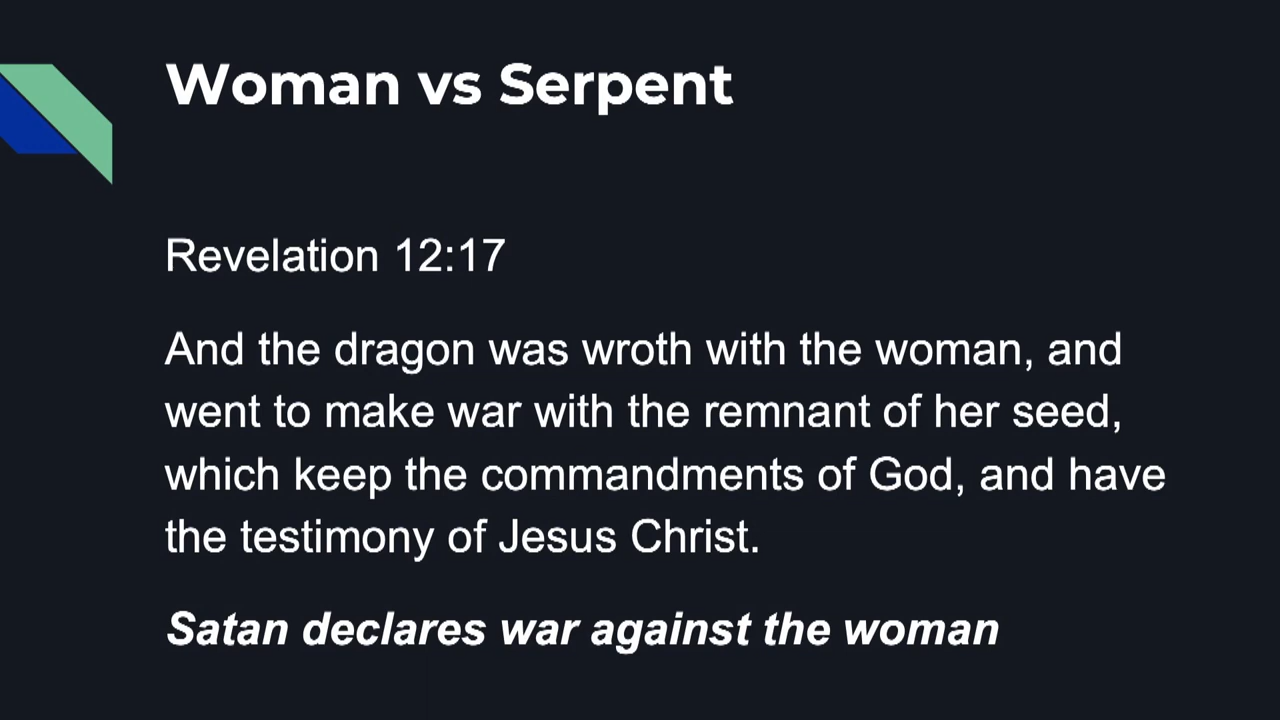 Woman vs Serpent
Revelation 12:17
And the dragon was wroth with the woman, and
went to make war with the remnant of her seed,
which keep the commandments of God, and have
the testimony of Jesus Christ.
Satan declares war against the woman